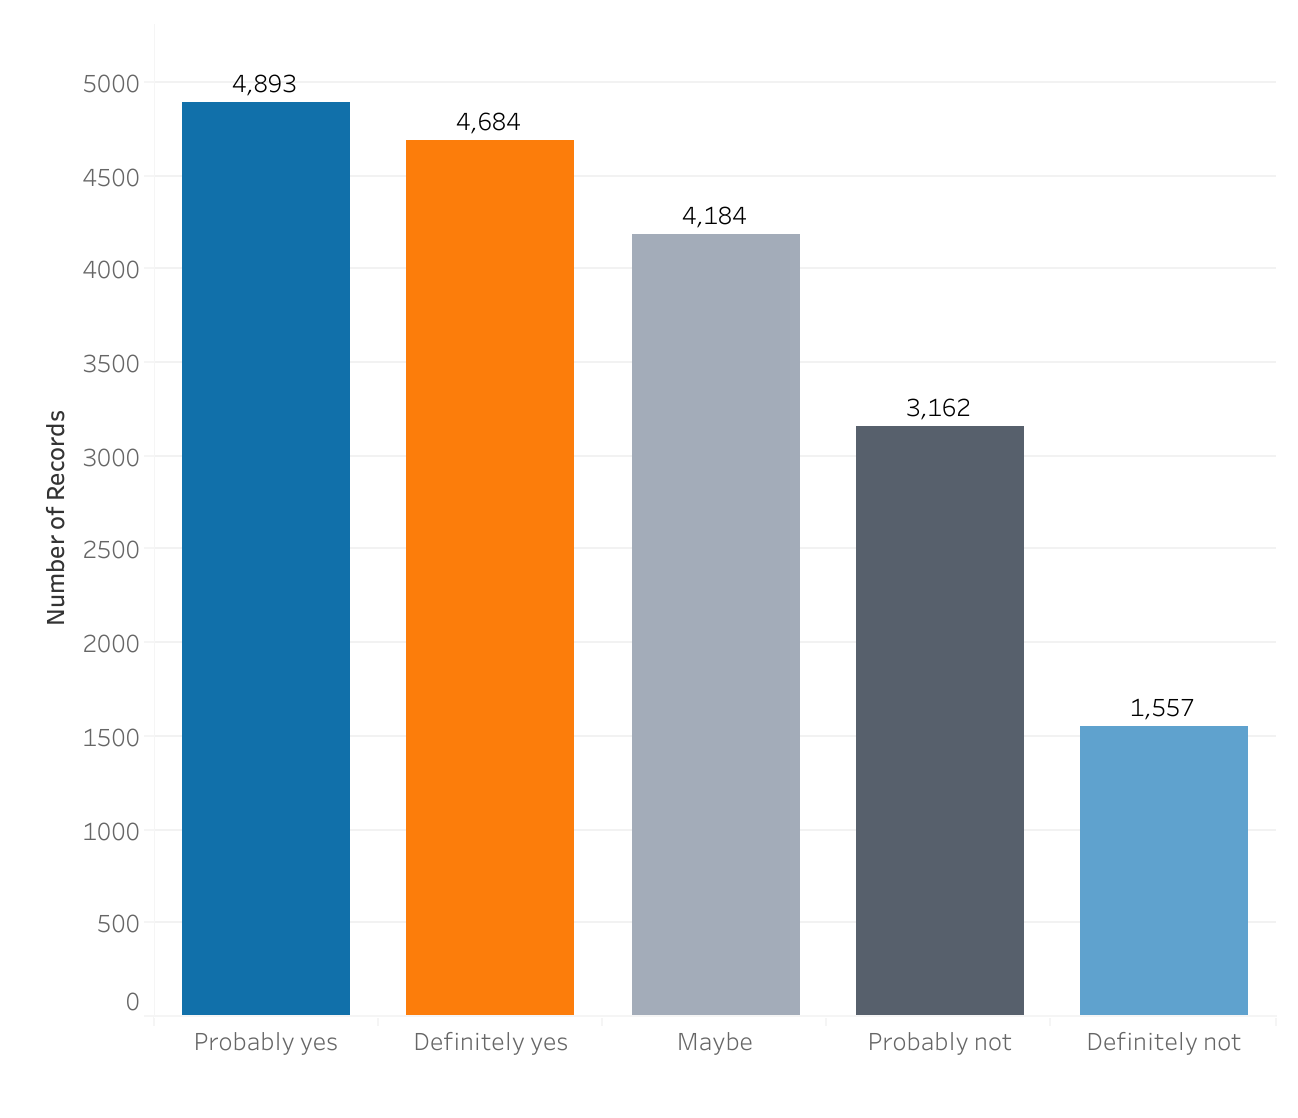 Number of Records
5000
4500
4000
3500
3000
2500
2000
1500
1000
500
0
4,893
4,684
4,184
3,162
1,557
Probably yes
Definitely yes
Maybe
Probably not
Definitely not